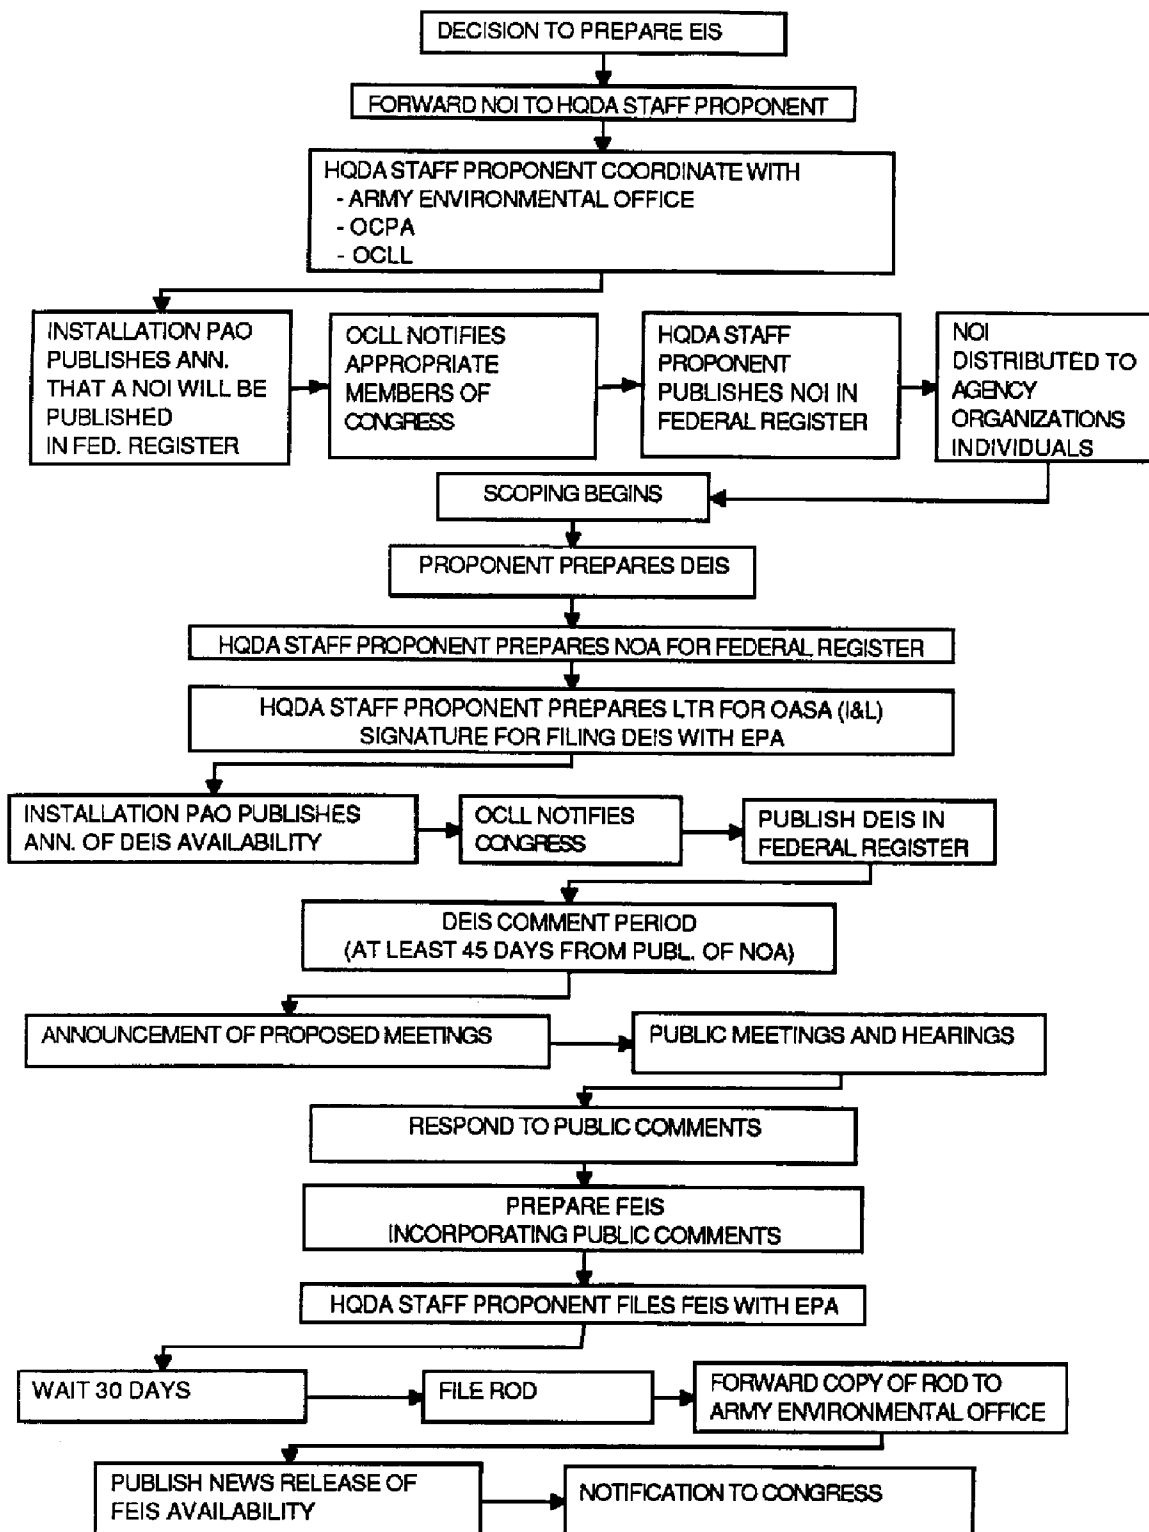 DECISION TO PREPARE EIS
FORWARD NOI TO HQDA STAFF PROPONENT
HQDA STAFF PROPONENT COORDINATE WITH
- ARMY ENVIRONMENTAL OFFICE
- OCPA
- OCLL
INSTALLATION PAO
PUBLISHES ANN.
THAT A NOI WILL BE
PUBLISHED
IN FED. REGISTER
OCLL NOTIFIES
APPROPRIATE
MEMBERS OF
CONGRESS
HQDA STAFF
PROPONENT
PUBLISHES NOI IN
FEDERAL REGISTER
NOI
DISTRIBUTED TO
AGENCY
ORGANIZATIONS
INDIVIDUALS
SCOPING BEGINS
PROPONENT PREPARES DEIS
HQDA STAFF PROPONENT PREPARES NOA FOR FEDERAL REGISTER
HQDA STAFF PROPONENT PREPARES LTR FOR OASA (I&L)
SIGNATURE FOR FILING DEIS WITH EPA
INSTALLATION PAO PUBLISHES
ANN. OF DEIS AVAILABILITY
OCLL NOTIFIES
CONGRESS
PUBLISH DEIS IN
FEDERAL REGISTER
DEIS COMMENT PERIOD
(AT LEAST 45 DAYS FROM PUBL. OF NOA)
ANNOUNCEMENT OF PROPOSED MEETINGS
PUBLIC MEETINGS AND HEARINGS
RESPOND TO PUBLIC COMMENTS
PREPARE FEIS
INCORPORATING PUBLIC COMMENTS
HQDA STAFF PROPONENT FILES FEIS WITH EPA
WAIT 30 DAYS
FILE ROD
FORWARD COPY OF ROD TO
ARMY ENVIRONMENTAL OFFICE
PUBLISH NEWS RELEASE OF
FEIS AVAILABILITY
NOTIFICATION TO CONGRESS